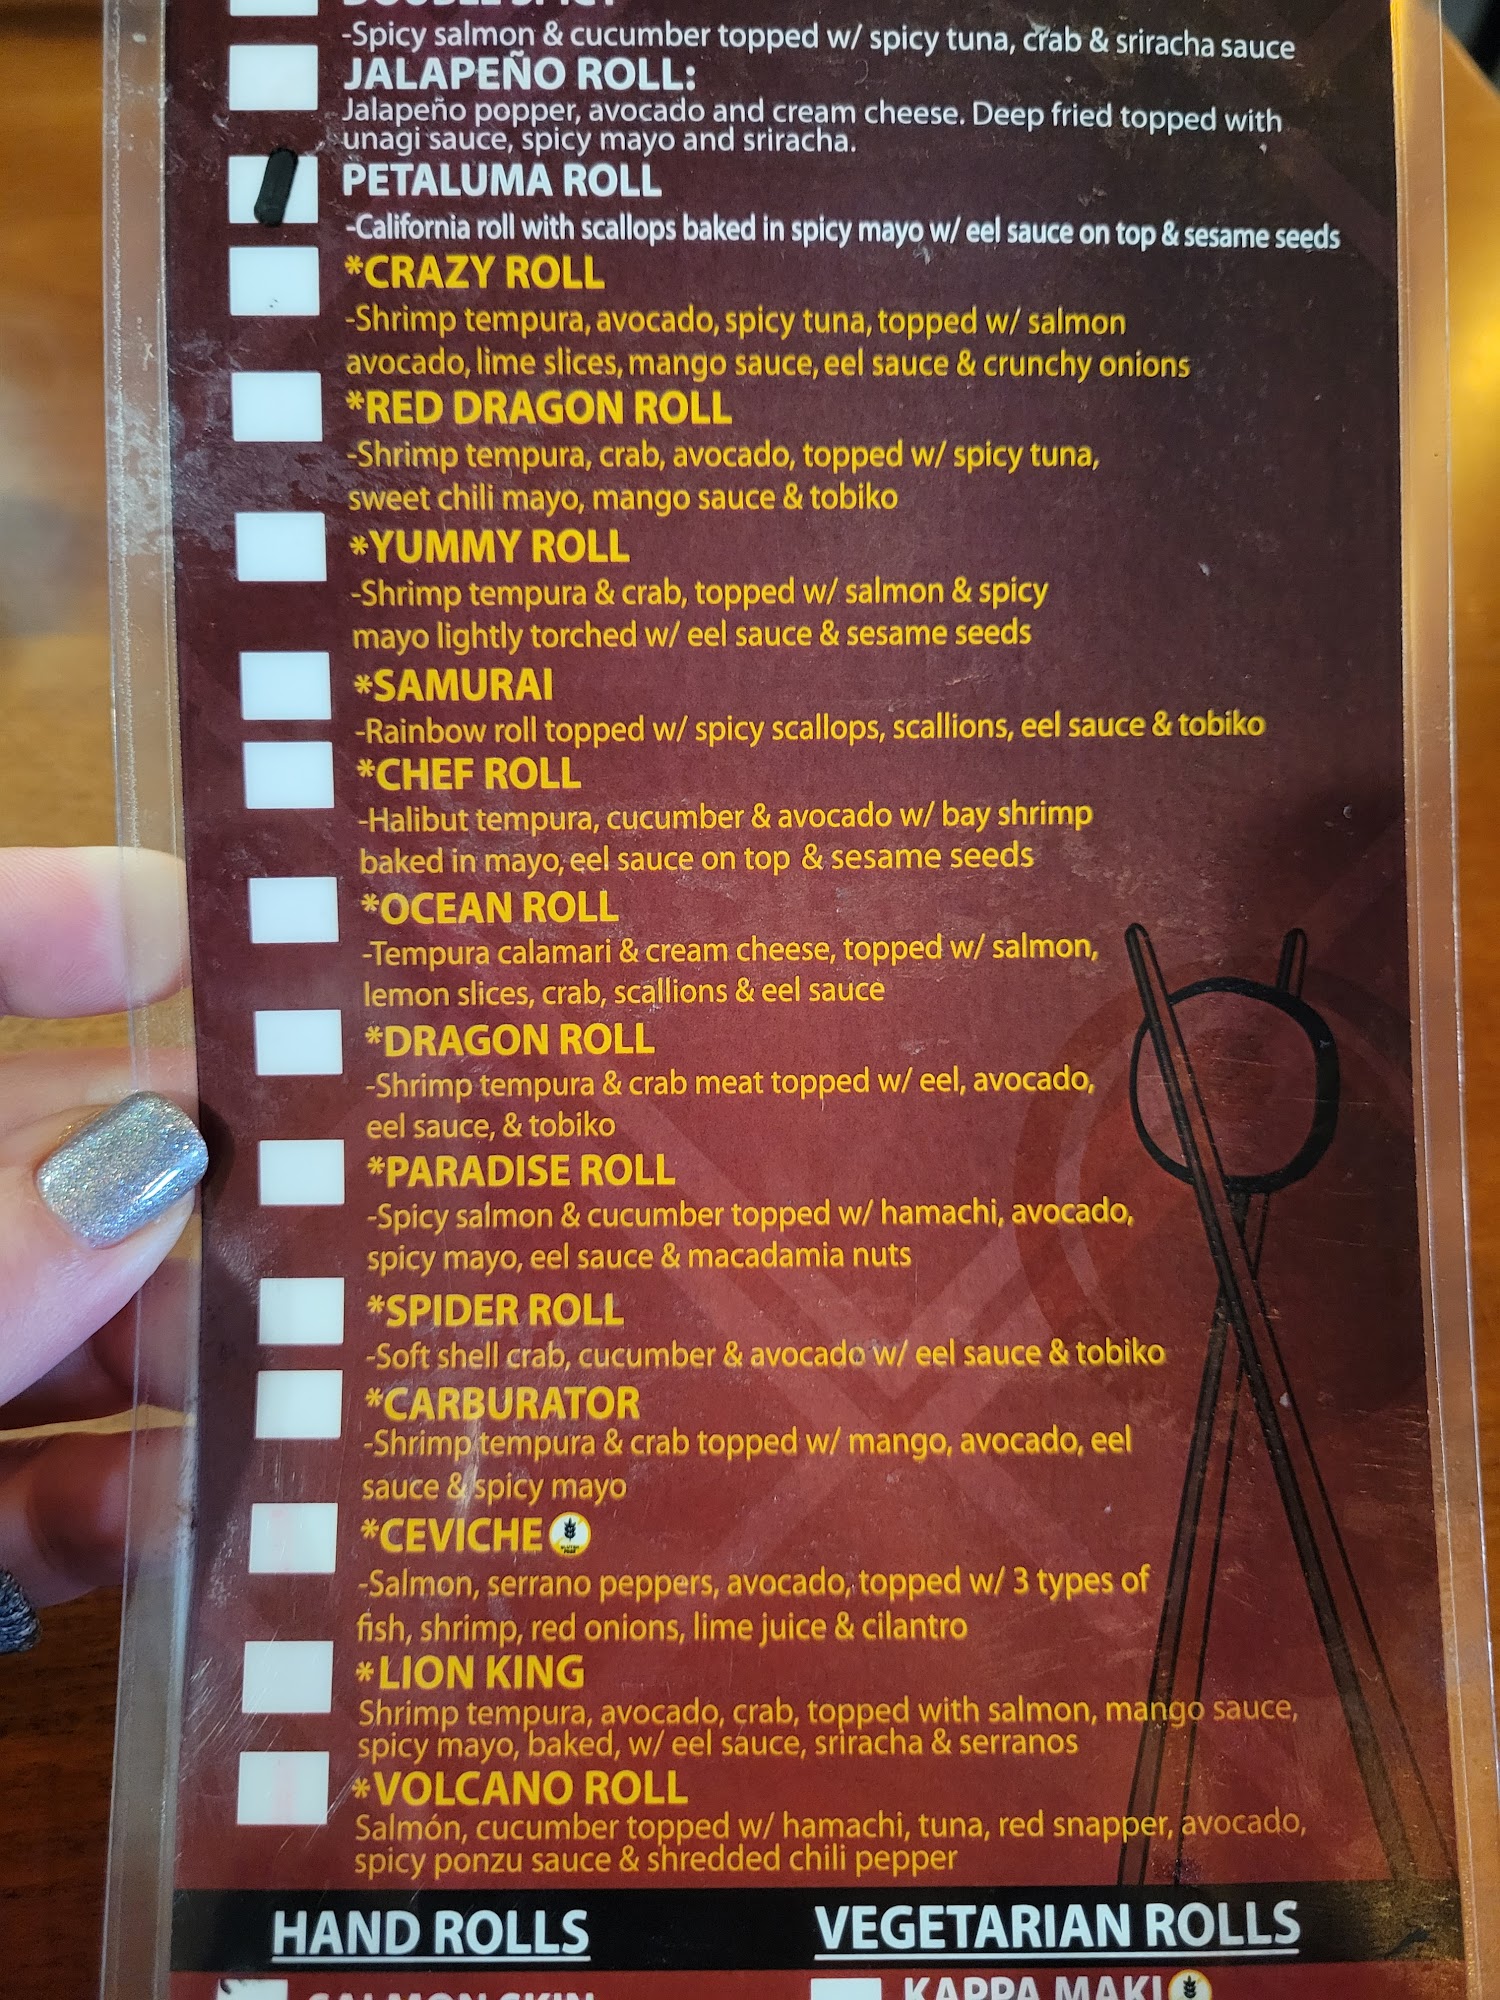 DOUBLE SPICY
-Spicy salmon & cucumber topped w/ spicy tuna, crab & sriracha sauce
JALAPEÑO ROLL:
Jalapeño popper, avocado and cream cheese. Deep fried topped with
unagi sauce, spicy mayo and sriracha.
PETALUMA ROLL
-California roll with scallops baked in spicy mayo w/ eel sauce on top & sesame seeds
*CRAZY ROLL
-Shrimp tempura, avocado, spicy tuna, topped w/ salmon
avocado, lime slices, mango sauce, eel sauce & crunchy onions
*RED DRAGON ROLL
-Shrimp tempura, crab, avocado, topped w/ spicy tuna,
sweet chili mayo, mango sauce & tobiko
*YUMMY ROLL
-Shrimp tempura & crab, topped w/ salmon & spicy
mayo lightly torched w/ eel sauce & sesame seeds
*SAMURAI
-Rainbow roll topped w/ spicy scallops, scallions, eel sauce & tobiko
*CHEF ROLL
-Halibut tempura, cucumber & avocado w/ bay shrimp
baked in mayo, eel sauce on top & sesame seeds
*OCEAN ROLL
-Tempura calamari & cream cheese, topped w/ salmon,
lemon slices, crab, scallions & eel sauce
*DRAGON ROLL
-Shrimp tempura & crab meat topped w/ eel, avocado,
eel sauce, & tobiko
*PARADISE ROLL
-Spicy salmon & cucumber topped w/ hamachi, avocado,
spicy mayo, eel sauce & macadamia nuts
*SPIDER ROLL
-Soft shell crab, cucumber & avocado w/ eel sauce & tobiko
*CARBURATOR
-Shrimp tempura & crab topped w/ mango, avocado, eel
sauce & spicy mayo
*CEVICHE
-Salmon, serrano peppers, avocado, topped w/ 3 types of
fish, shrimp, red onions, lime juice & cilantro
*LION KING
Shrimp tempura, avocado, crab, topped with salmon, mango sauce,
spicy mayo, baked, w/ eel sauce, sriracha & serranos
*VOLCANO ROLL
Salmón, cucumber topped w/ hamachi, tuna, red snapper, avocado,
spicy ponzu sauce & shredded chili pepper
HAND ROLLS
VEGETARIAN ROLLS
SALMON SKIN
KAPPA MAKI